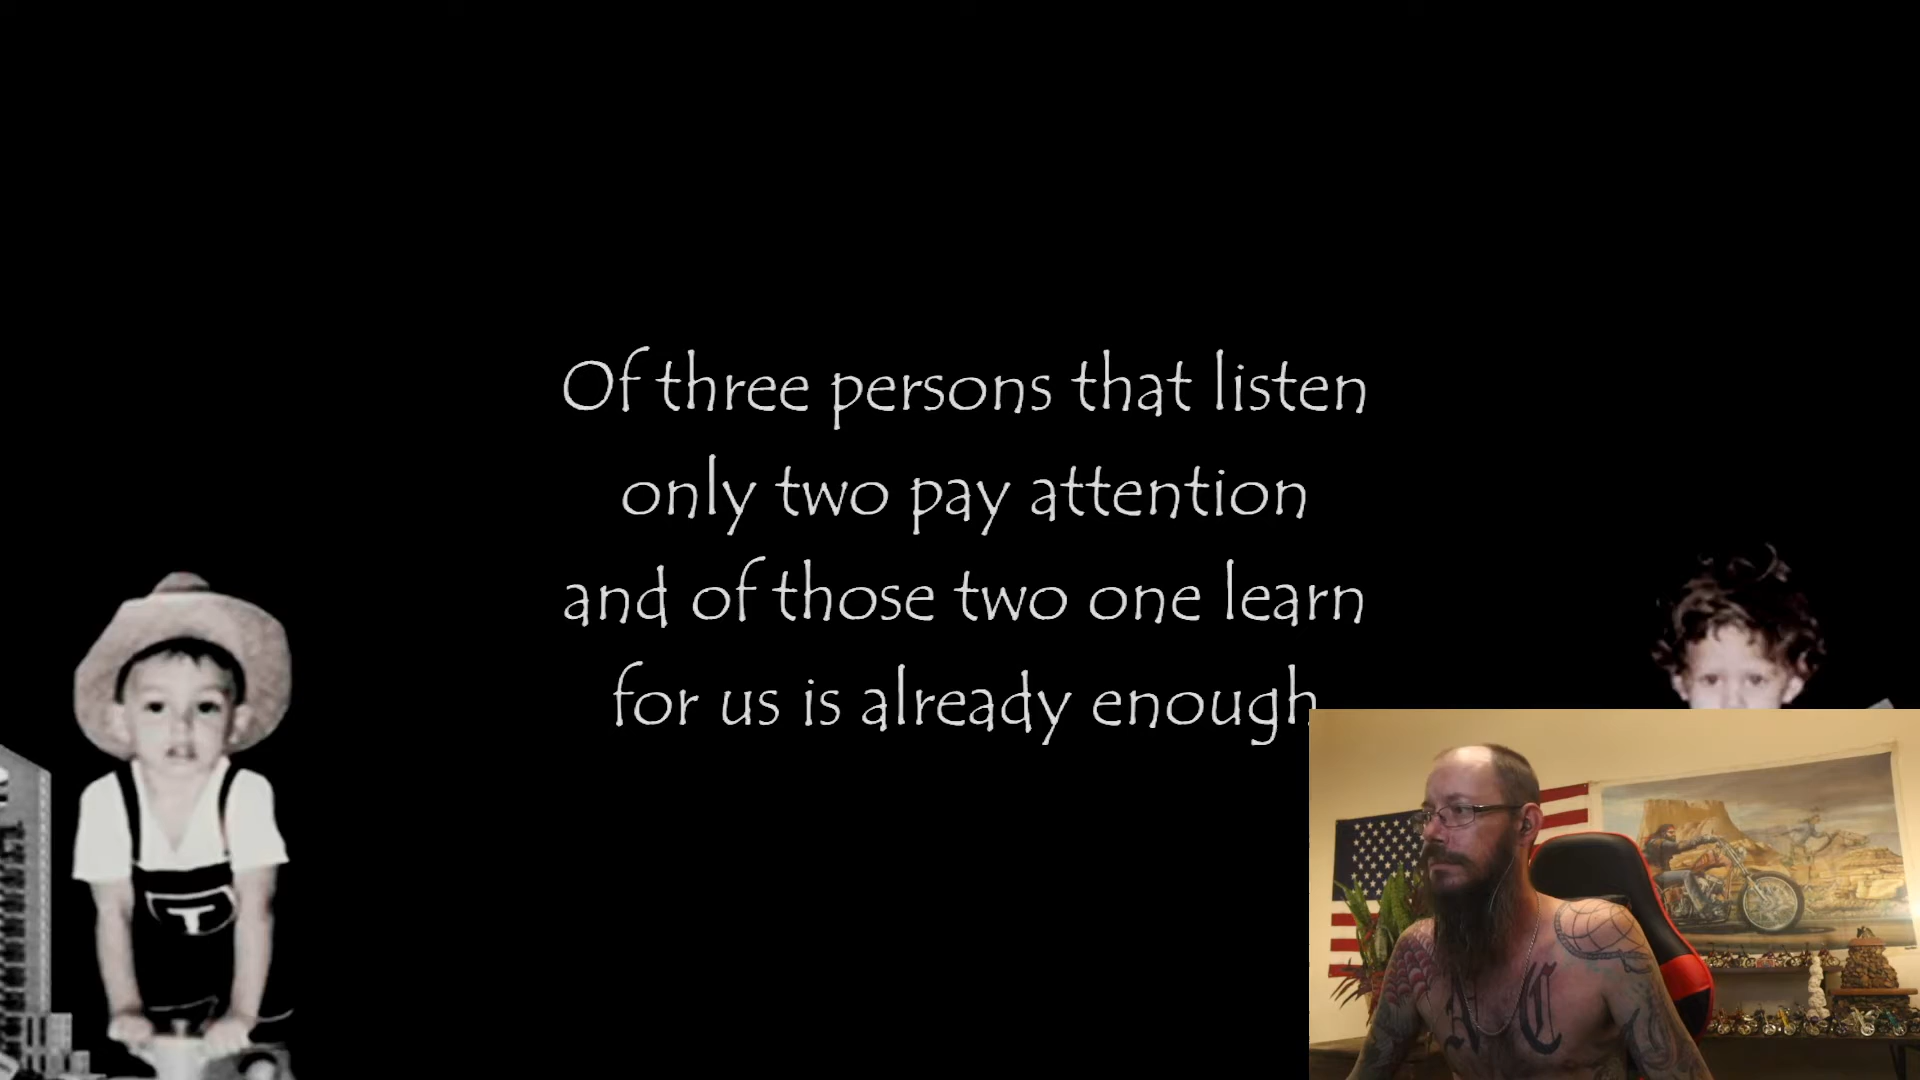 Of three persons that listen
only two pay attention
and of those two one learn
for us is already enough
T
A C